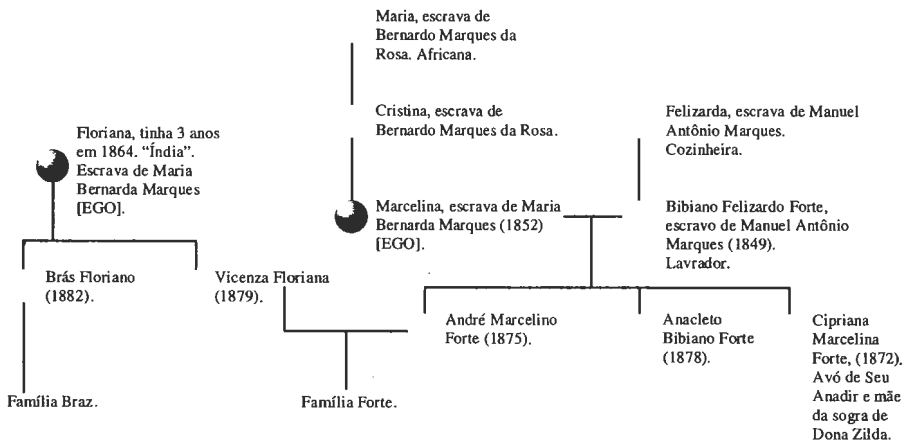 Maria, escrava de
Bernardo Marques da
Rosa. Africana.
Cristina, escrava de
Bernardo Marques da Rosa.
Felizarda, escrava de Manuel
Antônio Marques.
Cozinheira.
Floriana, tinha 3 anos
em 1864. “Índia”.
Escrava de Maria
Bernarda Marques
[EGO].
Marcelina, escrava de Maria
Bernarda Marques (1852)
[EGO].
Bibiano Felizardo Forte,
escravo de Manuel Antônio
Marques (1849).
Lavrador.
Brás Floriano
(1882).
Vicenza Floriana
(1879).
André Marcelino
Forte (1875).
Anacleto
Bibiano Forte
(1878).
Cipriana
Marcelina
Forte, (1872).
Avó de Seu
Anadir e mãe
da sogra de
Dona Zilda.
Família Braz.
Família Forte.